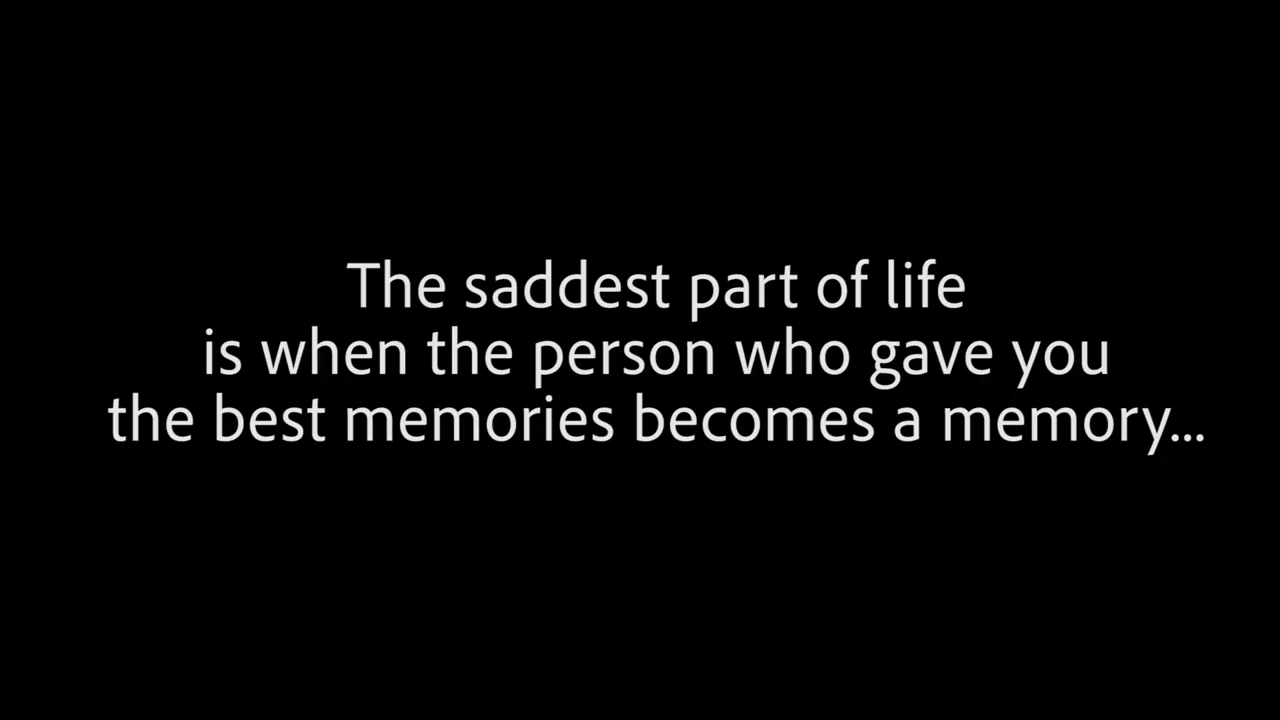 The saddest part of life
is when the person who gave you
the best memories becomes a memory...